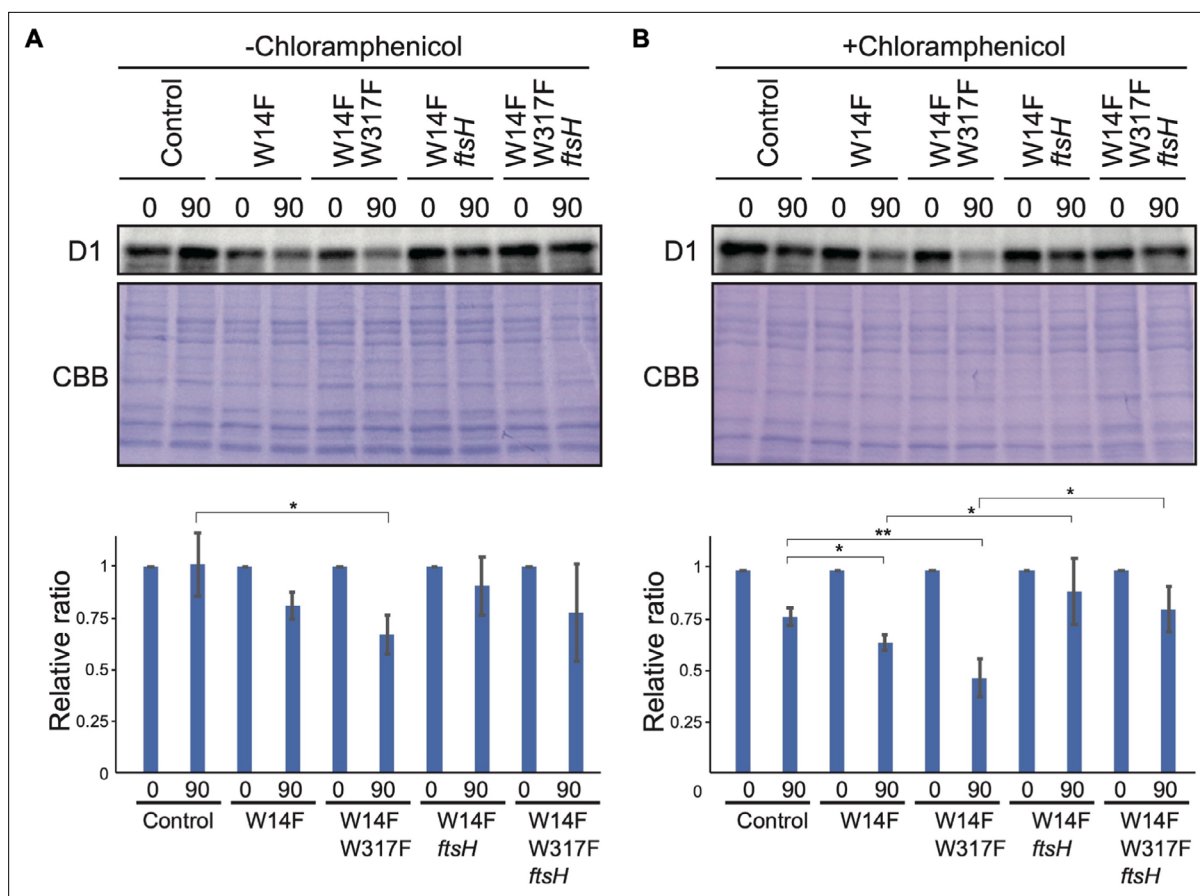 A
-Chloramphenicol
Control
W14F
W14F
W317F
W14F
ftsH
W14F
W317F
ftsH
0 90 0 90 0 90 0 90 0 90
D1
CBB
*
Relative ratio
1
0.75
0.5
0.25
0
0 90 0 90 0 90 0 90 0 90
Control W14F W14F W14F W14F
W317F ftsH W317F
ftsH
B
+Chloramphenicol
Control
W14F
W14F
W317F
W14F
ftsH
W14F
W317F
ftsH
0 90 0 90 0 90 0 90 0 90
D1
CBB
*
*
**
*
Relative ratio
1
0.75
0.5
0.25
0
0 90 0 90 0 90 0 90 0 90
Control W14F W14F W14F W14F
W317F ftsH W317F
ftsH